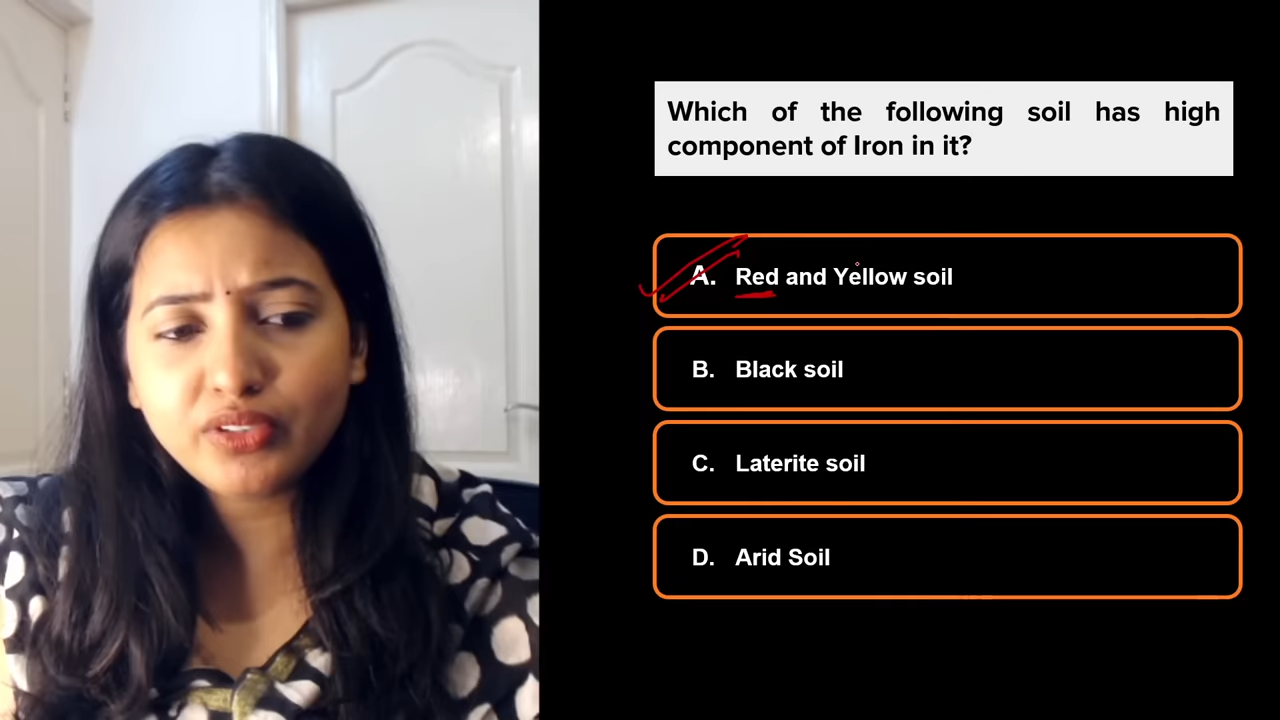 Which of the following soil has high
component of Iron in it?
A. Red and Yellow soil
B. Black soil
C. Laterite soil
D. Arid Soil